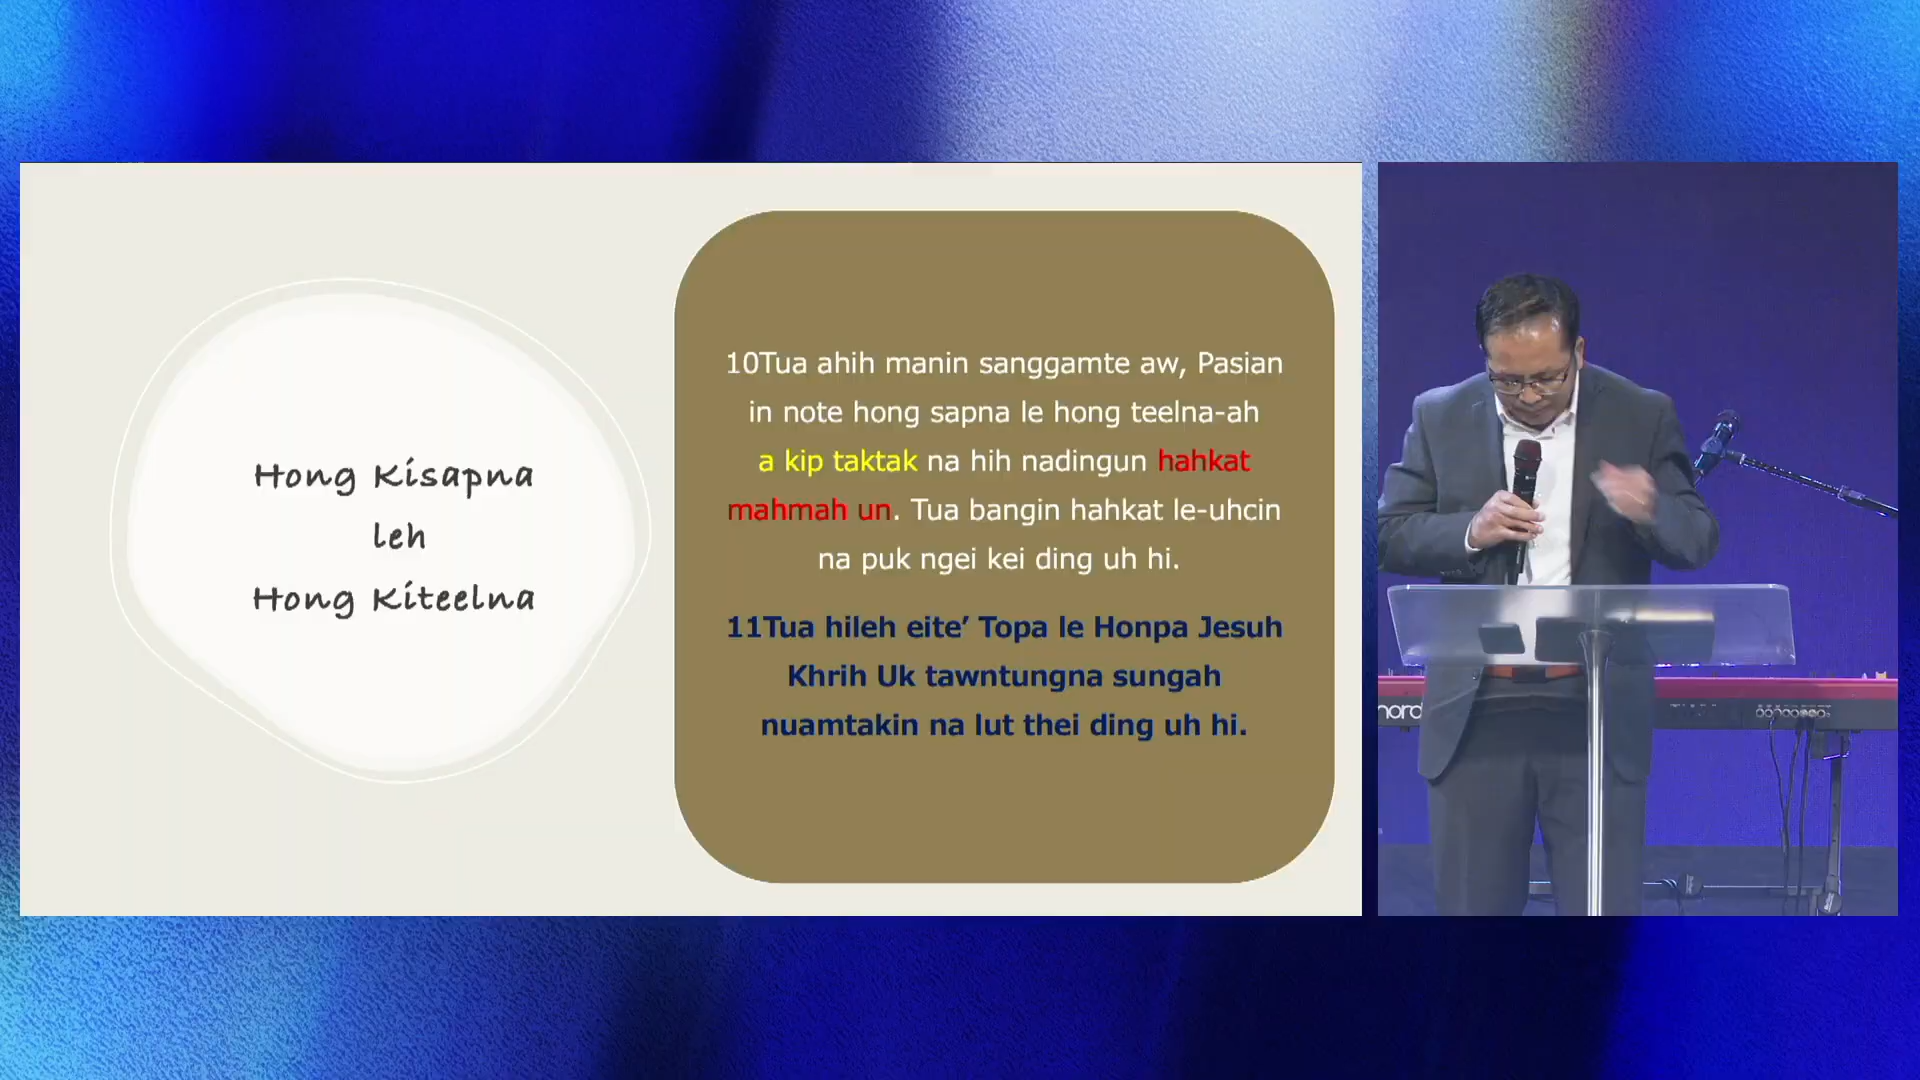 Hong Kisapna
leh
Hong Kiteelna
10Tua ahih manin sanggamte aw, Pasian
in note hong sapna le hong teelna-ah
a kip taktak na hih nadingun hahkat
mahmah un. Tua bangin hahkat le-uhcin
na puk ngei kei ding uh hi.
11Tua hileh eite’ Topa le Honpa Jesuh
Khrih Uk tawntungna sungah
nuamtakin na lut thei ding uh hi.
nord